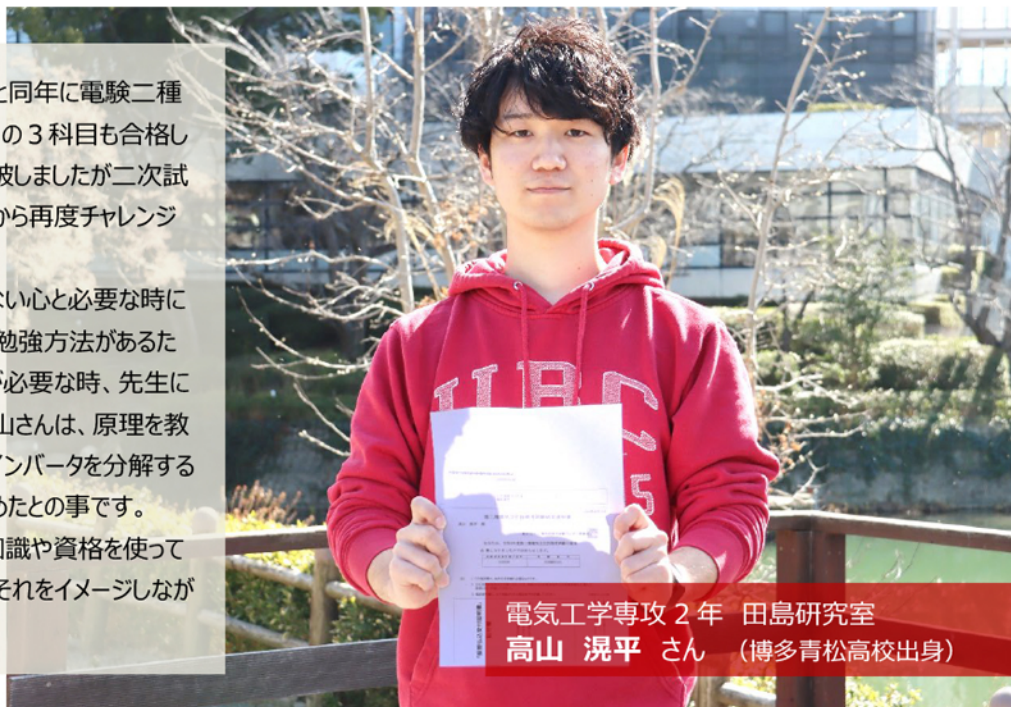 と同年に電験二種
の３科目も合格し
破しましたが二次試
から再度チャレンジ
ない心と必要な時に
勉強方法があるた
が必要な時、先生に
山さんは、原理を教
インバータを分解する
めたとの事です。
知識や資格を使って
それをイメージしなが
UBC
5
電気工学専攻２年 田島研究室
高山 滉平 さん （博多青松高校出身）